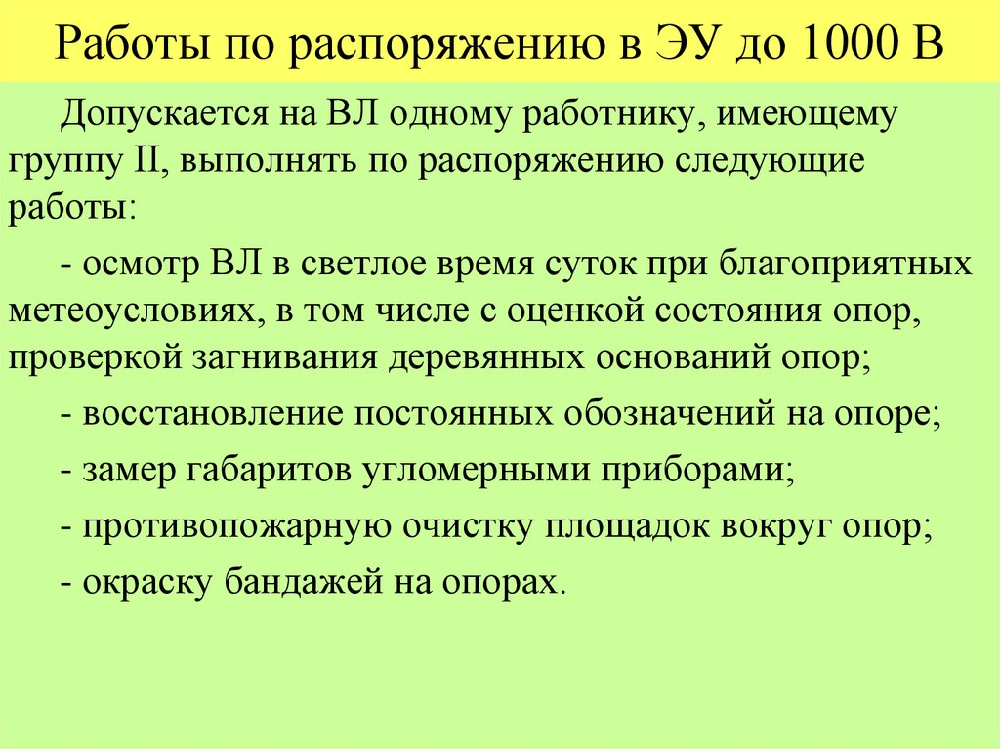 Работы по распоряжению в ЭУ до 1000 В
Допускается на ВЛ одному работнику, имеющему
группу II, выполнять по распоряжению следующие
работы:
- осмотр ВЛ в светлое время суток при благоприятных
метеоусловиях, в том числе с оценкой состояния опор,
проверкой загнивания деревянных оснований опор;
- восстановление постоянных обозначений на опоре;
- замер габаритов угломерными приборами;
- противопожарную очистку площадок вокруг опор;
- окраску бандажей на опорах.